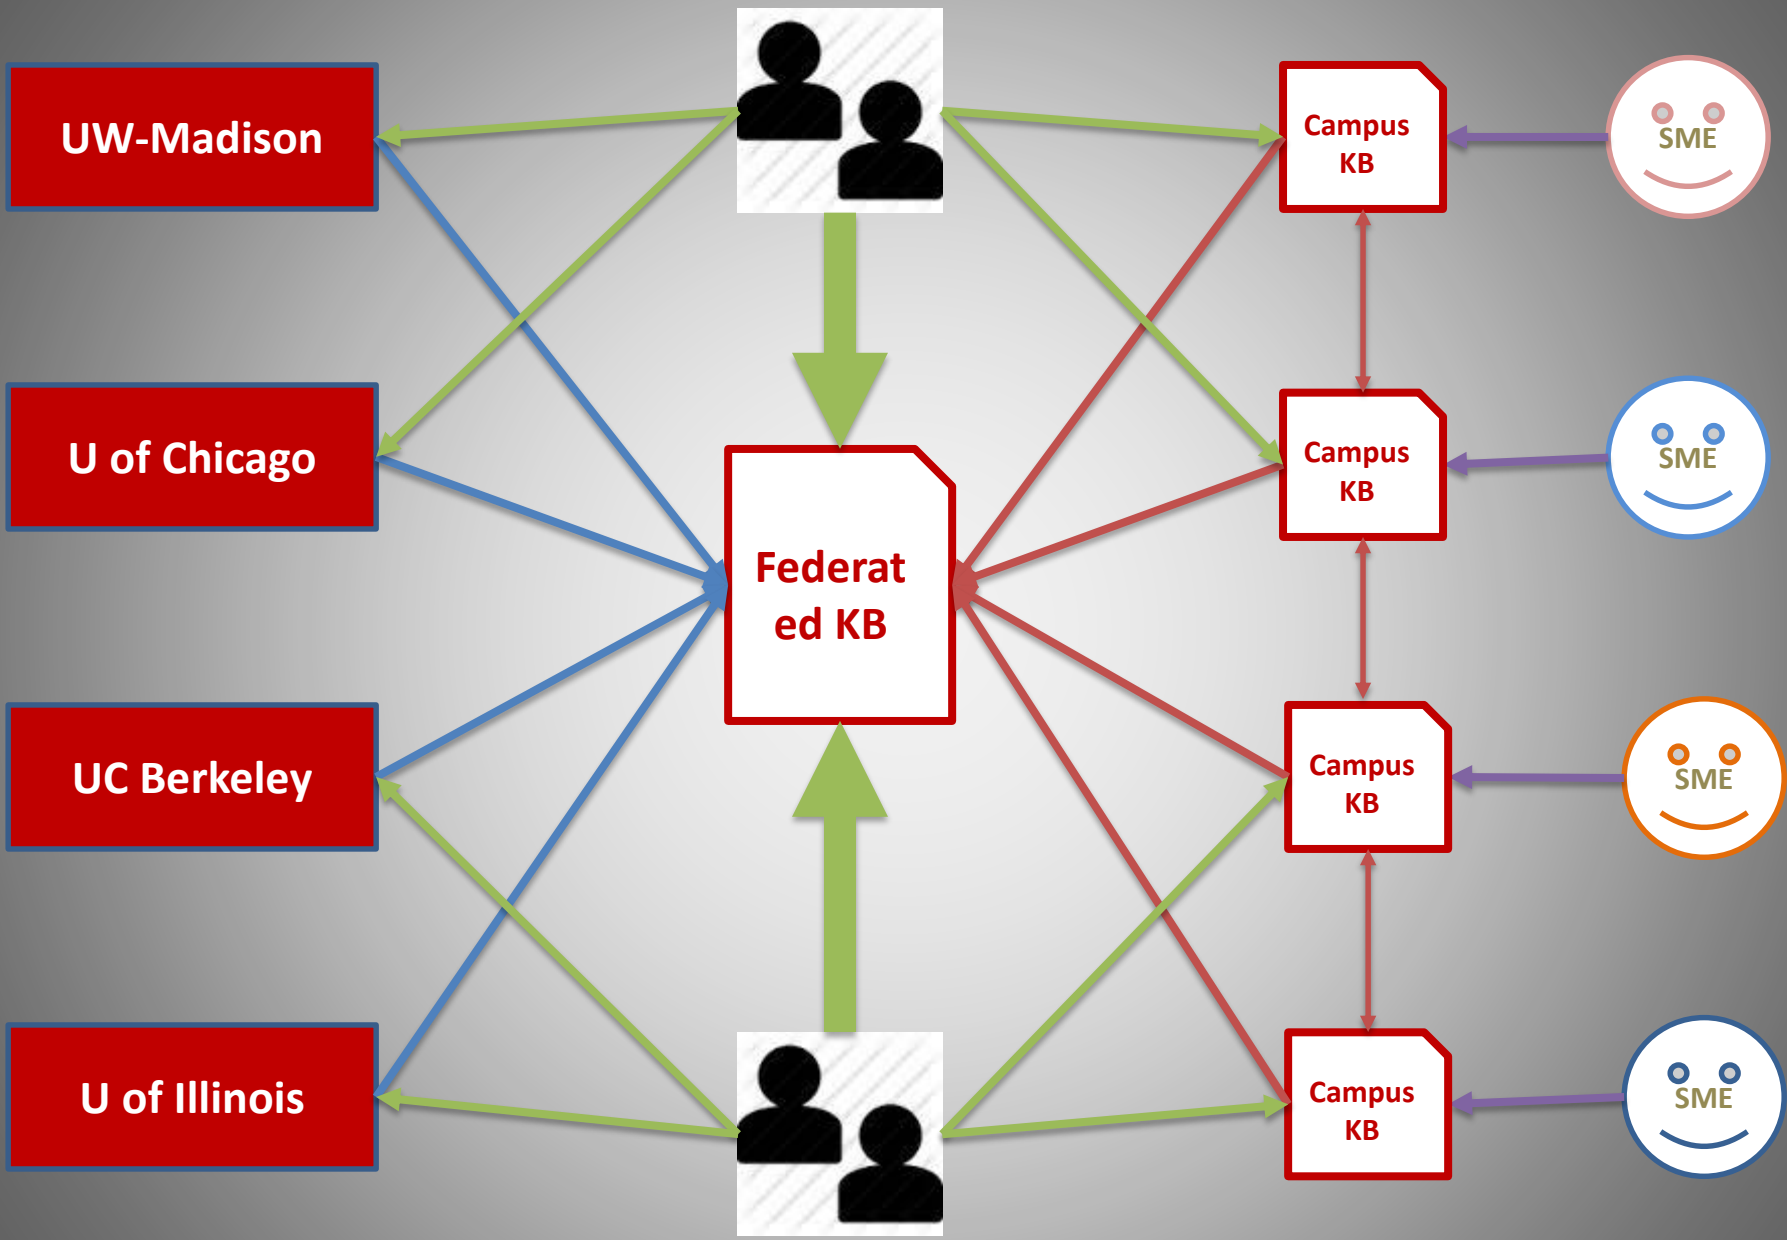 UW-Madison
Campus
KB
SME
U of Chicago
Campus
KB
SME
Federat
ed KB
UC Berkeley
Campus
KB
SME
U of Illinois
Campus
KB
SME